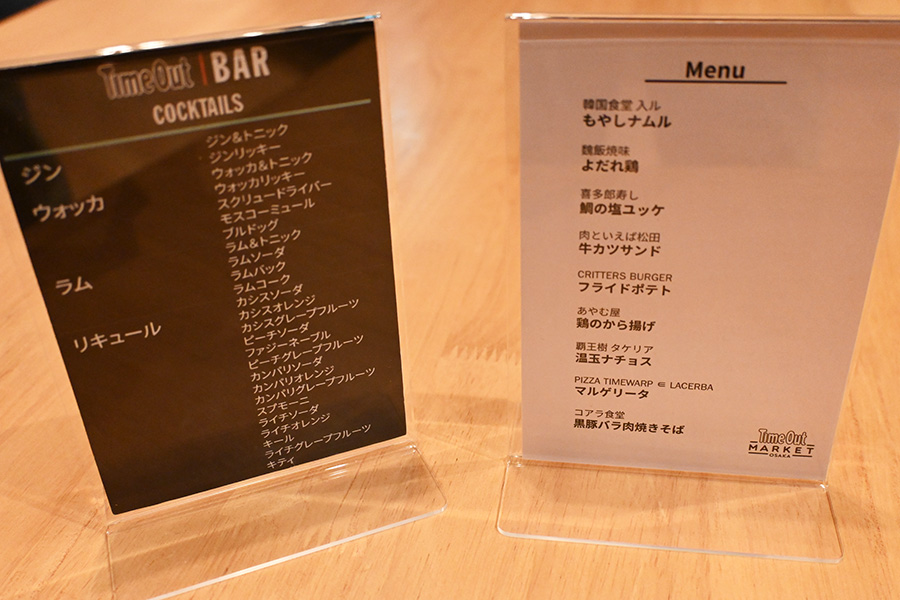 Time Out | BAR
COCKTAILS
ジン
ジン&トニック
ジンリッキー
ウォッカ
ウォッカ&トニック
ウォッカリッキー
スクリュードライバー
モスコーミュール
ブルドッグ
ラム
ラム&トニック
ラムソーダ
ラムバック
ラムコーク
リキュール
カシスソーダ
カシスオレンジ
カシスグレープフルーツ
ピーチソーダ
ファジーネーブル
ピーチグレープフルーツ
カンパリソーダ
カンパリオレンジ
カンパリグレープフルーツ
スプモーニ
ライチソーダ
ライチオレンジ
キール
ライチグレープフルーツ
キティ
Menu
韓国食堂 入ル
もやしナムル
魏飯焼味
よだれ鶏
喜多郎寿し
鯛の塩ユッケ
肉といえば松田
牛カツサンド
CRITTERS BURGER
フライドポテト
あやむ屋
鶏のから揚げ
覇王樹 タケリア
温玉ナチョス
PIZZA TIMEWARP ∈ LACERBA
マルゲリータ
コアラ食堂
黒豚バラ肉焼きそば
Time Out
MARKET
OSAKA